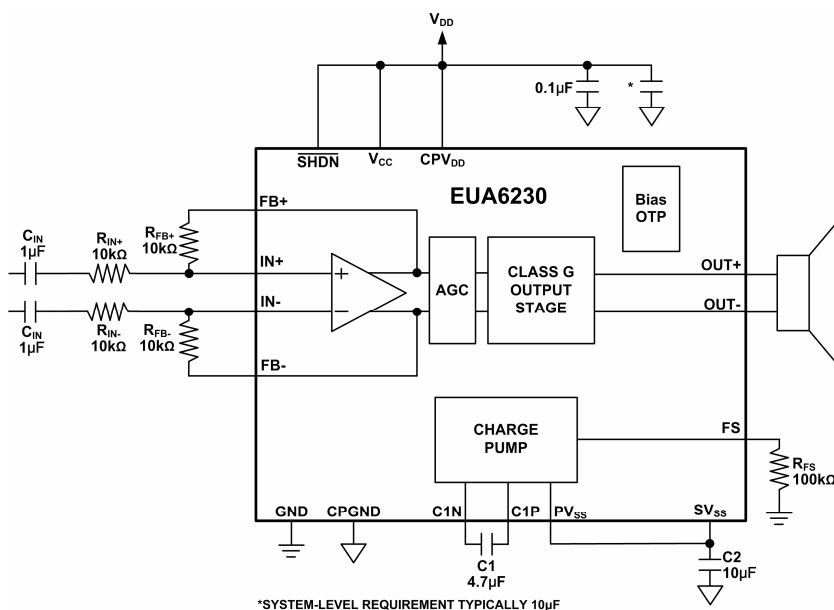 VDD
0.1µF
*
SHDN
VCC
CPVDD
EUA6230
Bias
OTP
FB+
CIN
1µF
RIN+
10kΩ
RFB+
10kΩ
IN+
IN-
CIN
1µF
RIN-
10kΩ
RFB-
10kΩ
FB-
+
−
AGC
CLASS G
OUTPUT
STAGE
OUT+
OUT-
CHARGE
PUMP
FS
RFS
100kΩ
GND
CPGND
C1N
C1P
PVSS
SVSS
C1
4.7µF
C2
10µF
*SYSTEM-LEVEL REQUIREMENT TYPICALLY 10µF